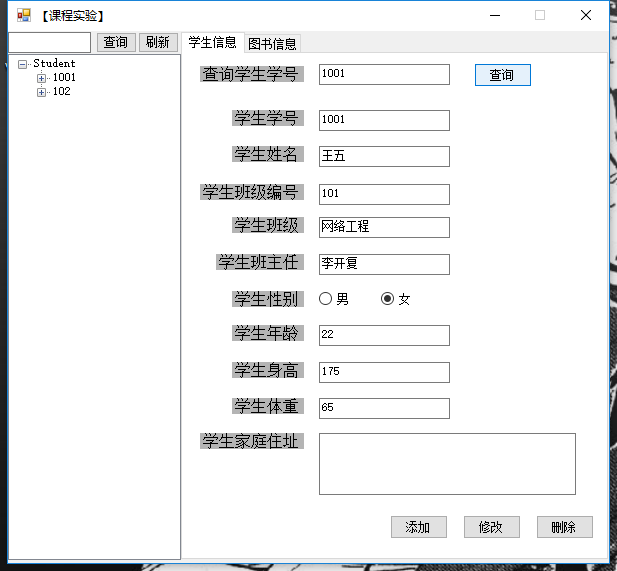 【课程实验】
查询 刷新 学生信息 图书信息
Student
1001
102
查询学生学号 1001 查询
学生学号 1001
学生姓名 王五
学生班级编号 101
学生班级 网络工程
学生班主任 李开复
学生性别 男 女
学生年龄 22
学生身高 175
学生体重 65
学生家庭住址
添加 修改 删除